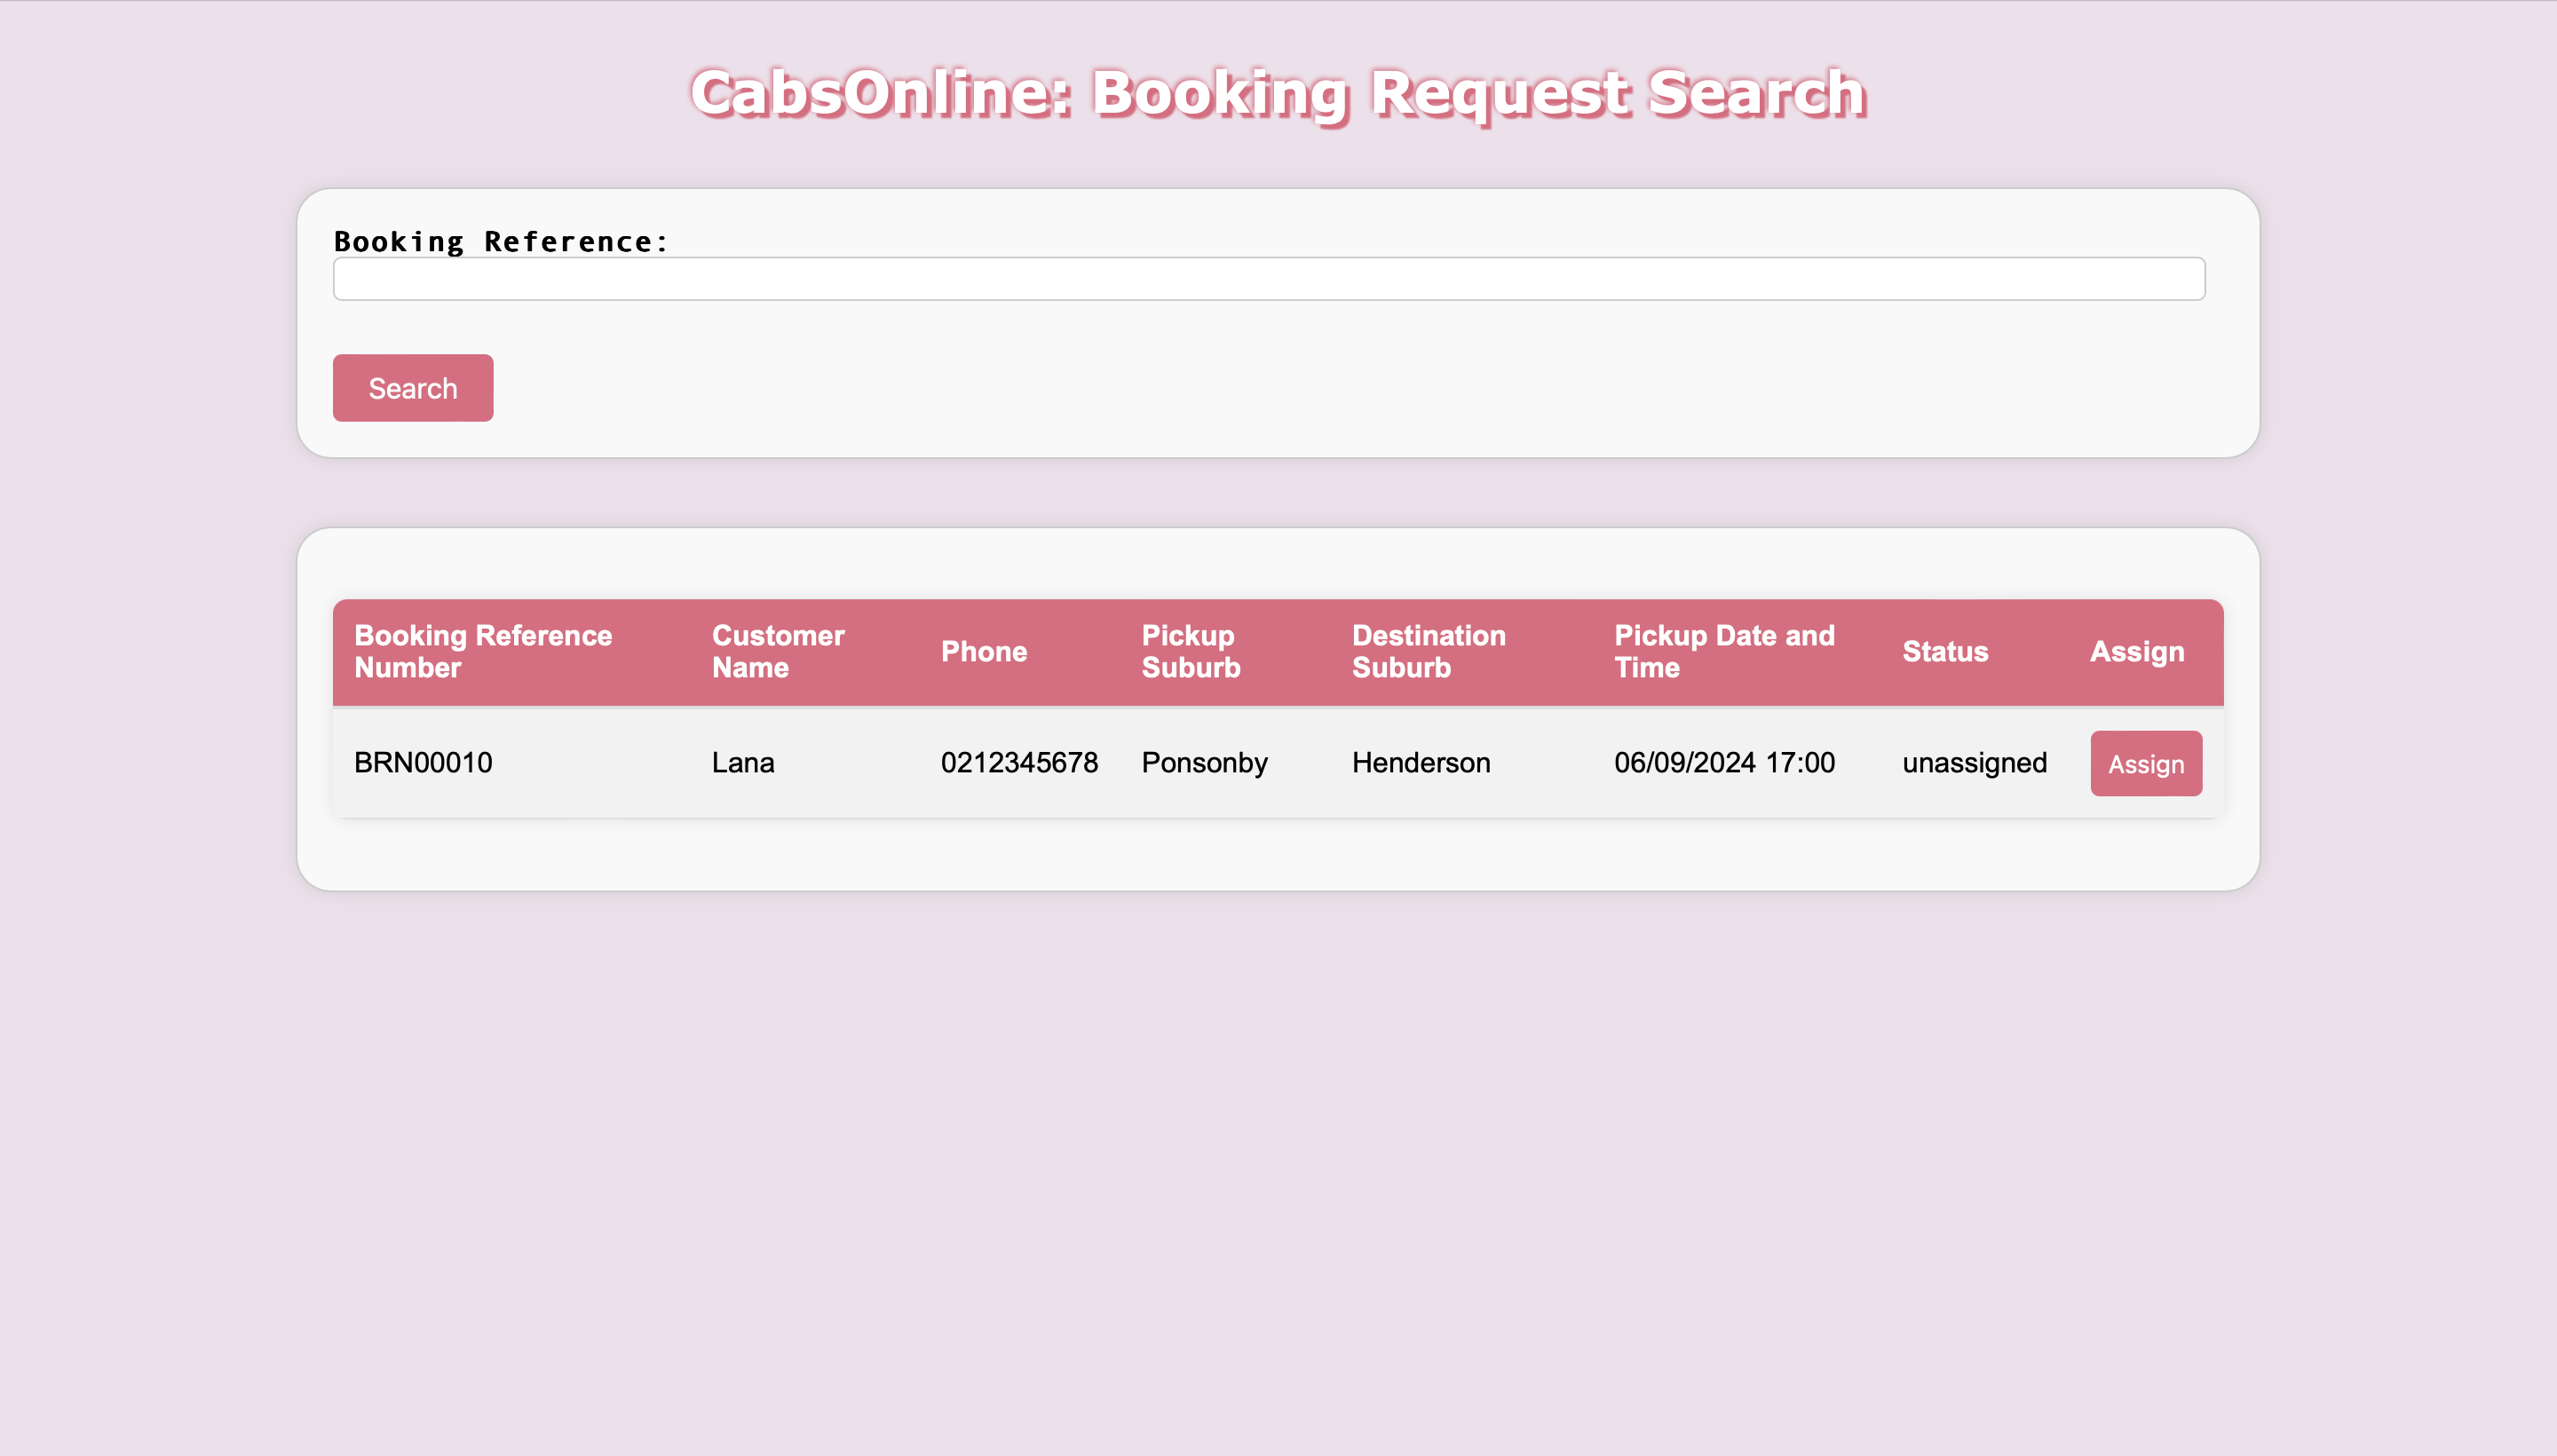 CabsOnline: Booking Request Search
Booking Reference:
Search
Booking Reference Number Customer Name Phone Pickup Suburb Destination Suburb Pickup Date and Time Status Assign
BRN00010 Lana 0212345678 Ponsonby Henderson 06/09/2024 17:00 unassigned Assign